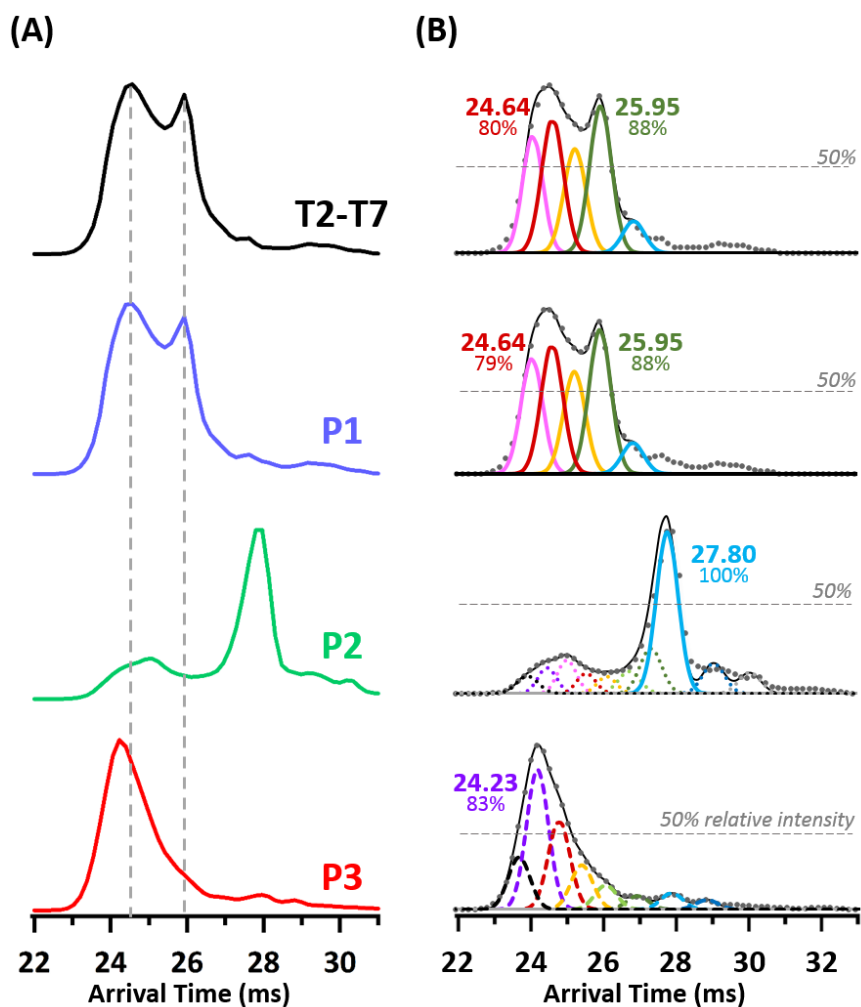 (A)
T2-T7
P1
P2
P3
22 24 26 28 30
Arrival Time (ms)
(B)
24.64
80%
25.95
88%
50%
24.64
79%
25.95
88%
50%
27.80
100%
50%
24.23
83%
50% relative intensity
22 24 26 28 30 32
Arrival Time (ms)